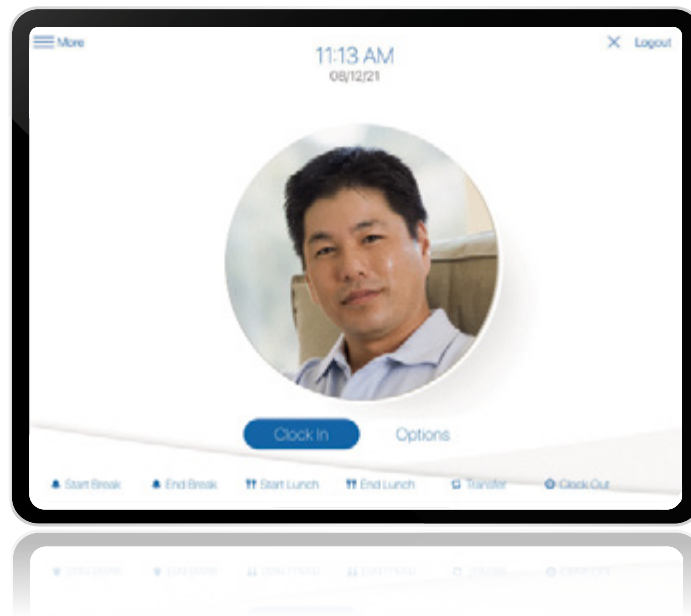 More
11:13 AM
Logout
08/12/21
Clock In
Options
Start Break
End Break
Start Lunch
End Lunch
Transfer
Clock Out